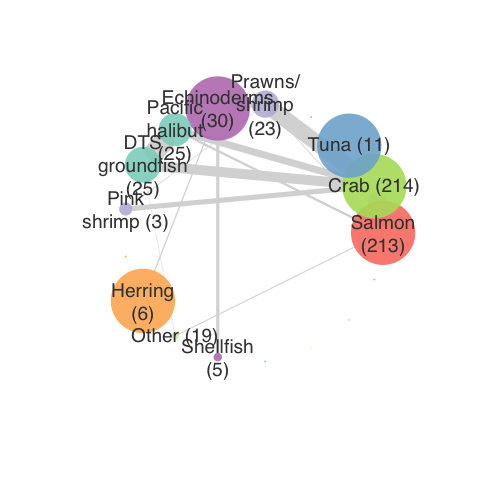 Prawns/
shrimp
(23)
Echinoderms
(30)
Pacific
halibut
(25)
DTS
groundfish
(25)
Pink
shrimp (3)
Tuna (11)
Crab (214)
Salmon
(213)
Herring
(6)
Other (19)
Shellfish
(5)